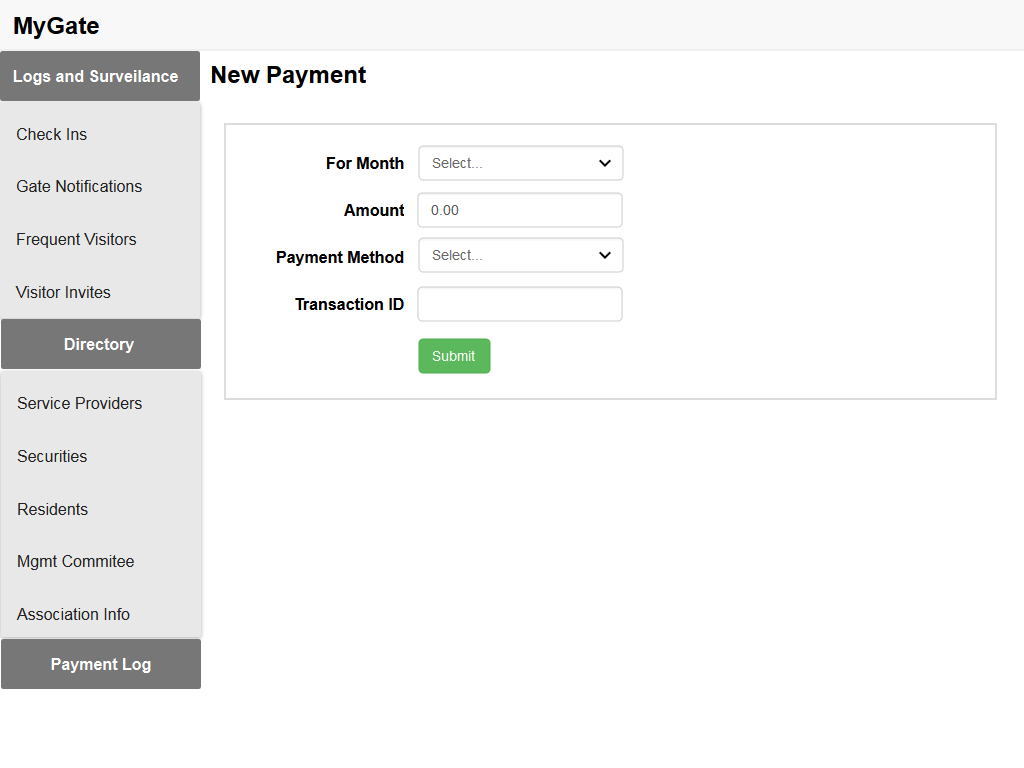 MyGate
Logs and Surveilance
Check Ins
Gate Notifications
Frequent Visitors
Visitor Invites
Directory
Service Providers
Securities
Residents
Mgmt Commitee
Association Info
Payment Log
New Payment
For Month Select...
Amount 0.00
Payment Method Select...
Transaction ID
Submit